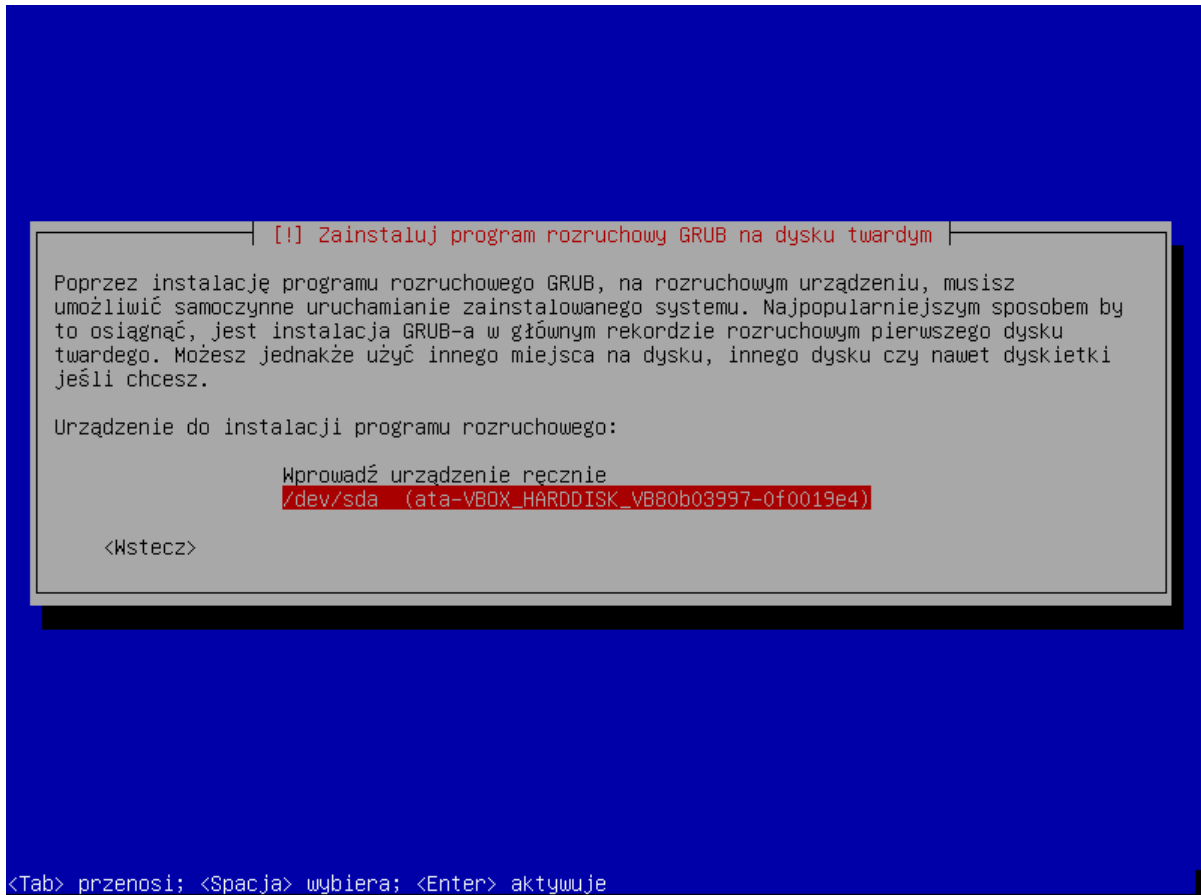 [!] Zainstaluj program rozruchowy GRUB na dysku twardym
Poprzez instalację programu rozruchowego GRUB, na rozruchowym urządzeniu, musisz
umożliwić samoczynne uruchamianie zainstalowanego systemu. Najpopularniejszym sposobem by
to osiągnąć, jest instalacja GRUB-a w głównym rekordzie rozruchowym pierwszego dysku
twardego. Możesz jednakże użyć innego miejsca na dysku, innego dysku czy nawet dyskietki
jeśli chcesz.
Urządzenie do instalacji programu rozruchowego:
Wprowadź urządzenie ręcznie
/dev/sda  (ata-VBOX_HARDDISK_VB80b03997-0f0019e4)
<Wstecz>
<Tab> przenosi; <Spacja> wybiera; <Enter> aktywuje